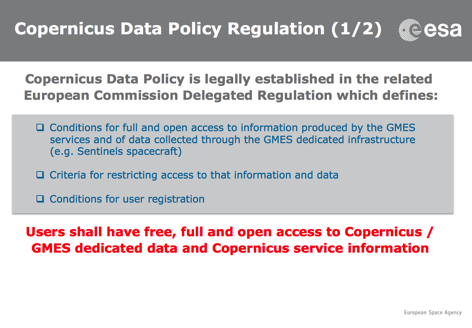 Copernicus Data Policy Regulation (1/2)
esa
Copernicus Data Policy is legally established in the related
European Commission Delegated Regulation which defines:
❑ Conditions for full and open access to information produced by the GMES
services and of data collected through the GMES dedicated infrastructure
(e.g. Sentinels spacecraft)
❑ Criteria for restricting access to that information and data
❑ Conditions for user registration
Users shall have free, full and open access to Copernicus /
GMES dedicated data and Copernicus service information
European Space Agency